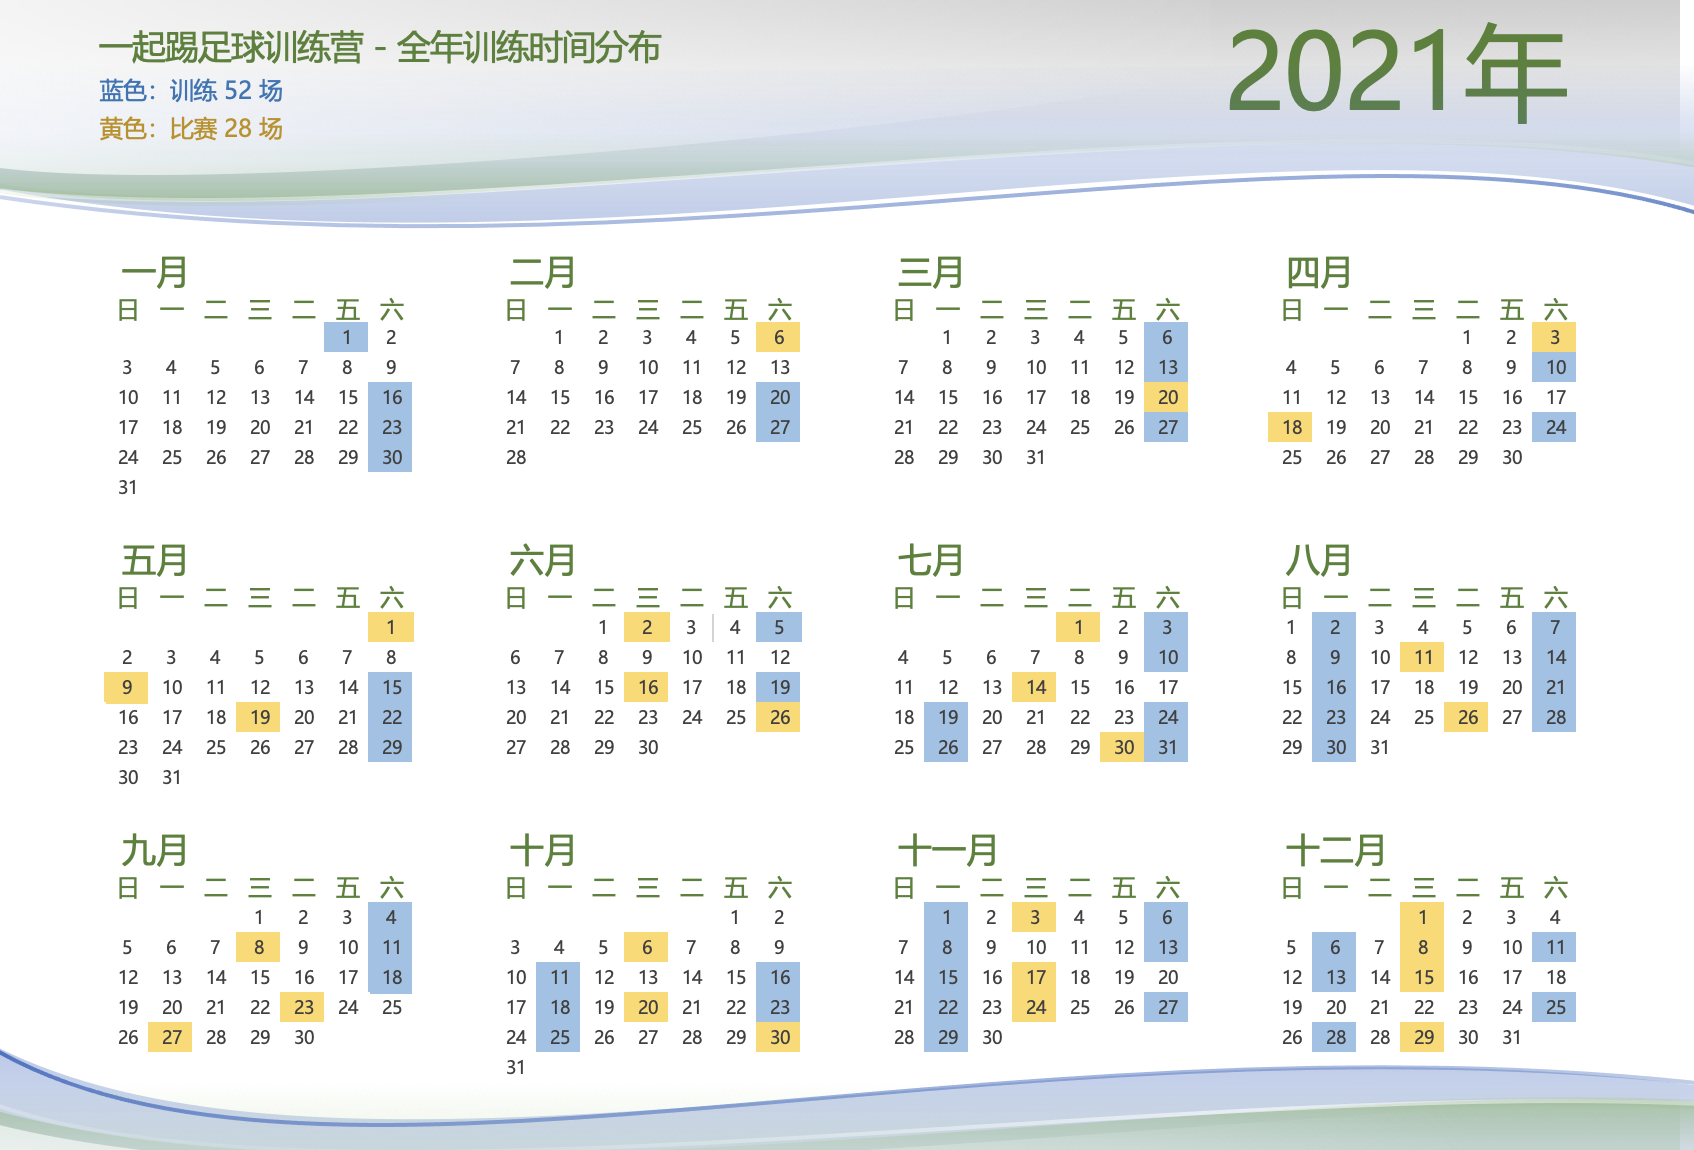 一起踢足球训练营 - 全年训练时间分布
蓝色：训练 52 场
黄色：比赛 28 场
2021年
一月
日 一 二 三 二 五 六
1 2
3 4 5 6 7 8 9
10 11 12 13 14 15 16
17 18 19 20 21 22 23
24 25 26 27 28 29 30
31
二月
日 一 二 三 二 五 六
1 2 3 4 5 6
7 8 9 10 11 12 13
14 15 16 17 18 19 20
21 22 23 24 25 26 27
28
三月
日 一 二 三 二 五 六
1 2 3 4 5 6
7 8 9 10 11 12 13
14 15 16 17 18 19 20
21 22 23 24 25 26 27
28 29 30 31
四月
日 一 二 三 二 五 六
1 2 3
4 5 6 7 8 9 10
11 12 13 14 15 16 17
18 19 20 21 22 23 24
25 26 27 28 29 30
五月
日 一 二 三 二 五 六
1
2 3 4 5 6 7 8
9 10 11 12 13 14 15
16 17 18 19 20 21 22
23 24 25 26 27 28 29
30 31
六月
日 一 二 三 二 五 六
1 2 3 4 5
6 7 8 9 10 11 12
13 14 15 16 17 18 19
20 21 22 23 24 25 26
27 28 29 30
七月
日 一 二 三 二 五 六
1 2 3
4 5 6 7 8 9 10
11 12 13 14 15 16 17
18 19 20 21 22 23 24
25 26 27 28 29 30 31
八月
日 一 二 三 二 五 六
1 2 3 4 5 6 7
8 9 10 11 12 13 14
15 16 17 18 19 20 21
22 23 24 25 26 27 28
29 30 31
九月
日 一 二 三 二 五 六
1 2 3 4
5 6 7 8 9 10 11
12 13 14 15 16 17 18
19 20 21 22 23 24 25
26 27 28 29 30
十月
日 一 二 三 二 五 六
1 2
3 4 5 6 7 8 9
10 11 12 13 14 15 16
17 18 19 20 21 22 23
24 25 26 27 28 29 30
31
十一月
日 一 二 三 二 五 六
1 2 3 4 5 6
7 8 9 10 11 12 13
14 15 16 17 18 19 20
21 22 23 24 25 26 27
28 29 30
十二月
日 一 二 三 二 五 六
1 2 3 4
5 6 7 8 9 10 11
12 13 14 15 16 17 18
19 20 21 22 23 24 25
26 28 28 29 30 31